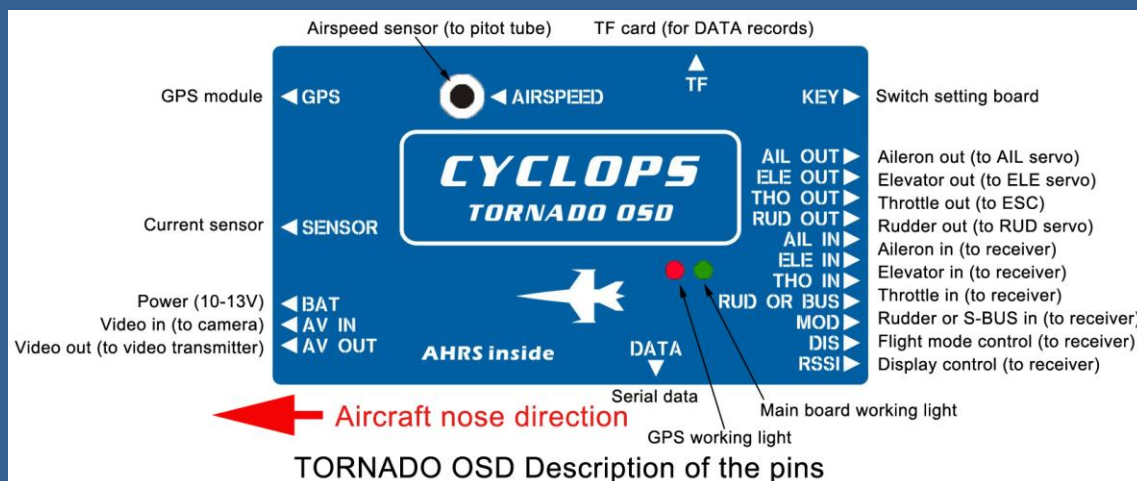 Airspeed sensor (to pitot tube)
TF card (for DATA records)
TF
GPS module
GPS
AIRSPEED
KEY
Switch setting board
CYCLOPS
TORNADO OSD
AIL OUT
Aileron out (to AIL servo)
ELE OUT
Elevator out (to ELE servo)
THO OUT
Throttle out (to ESC)
RUD OUT
Rudder out (to RUD servo)
Current sensor
SENSOR
AIL IN
Aileron in (to receiver)
ELE IN
Elevator in (to receiver)
THO IN
Throttle in (to receiver)
Power (10-13V)
BAT
RUD OR BUS
Rudder or S-BUS in (to receiver)
Video in (to camera)
AV IN
MOD
Flight mode control (to receiver)
Video out (to video transmitter)
AV OUT
DIS
Display control (to receiver)
RSSI
AHRS inside
DATA
Serial data
Main board working light
GPS working light
Aircraft nose direction
TORNADO OSD Description of the pins